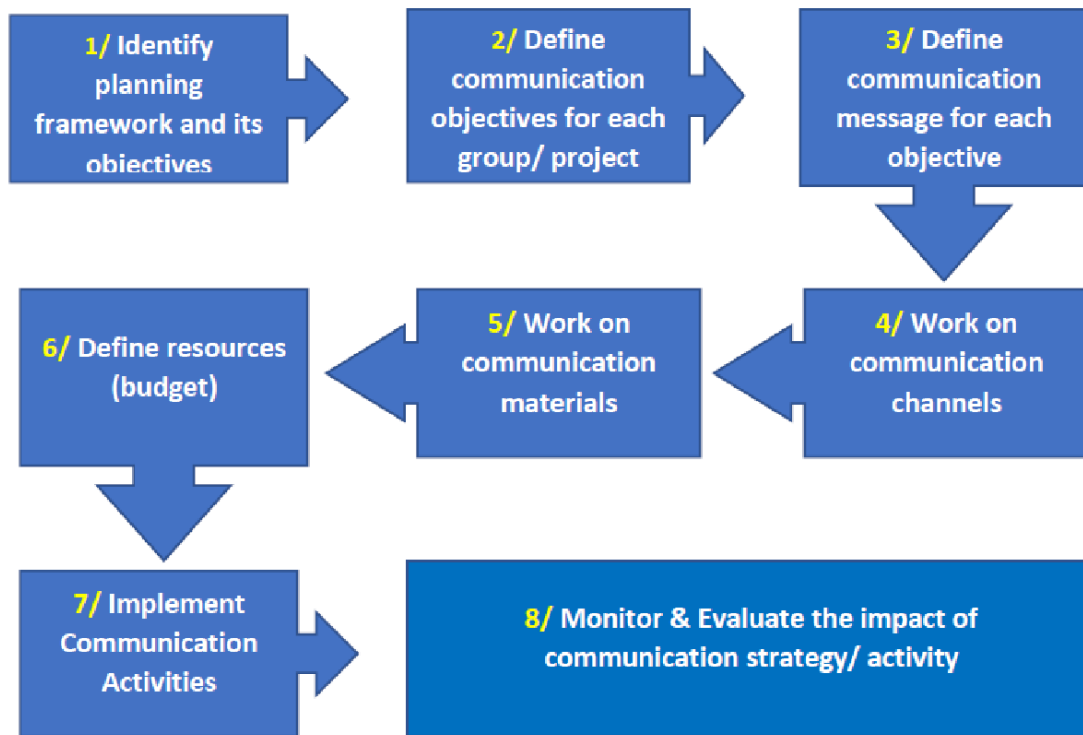 1/ Identify
planning
framework and its
objectives
2/ Define
communication
objectives for each
group/ project
3/ Define
communication
message for each
objective
4/ Work on
communication
channels
5/ Work on
communication
materials
6/ Define resources
(budget)
7/ Implement
Communication
Activities
8/ Monitor & Evaluate the impact of
communication strategy/ activity